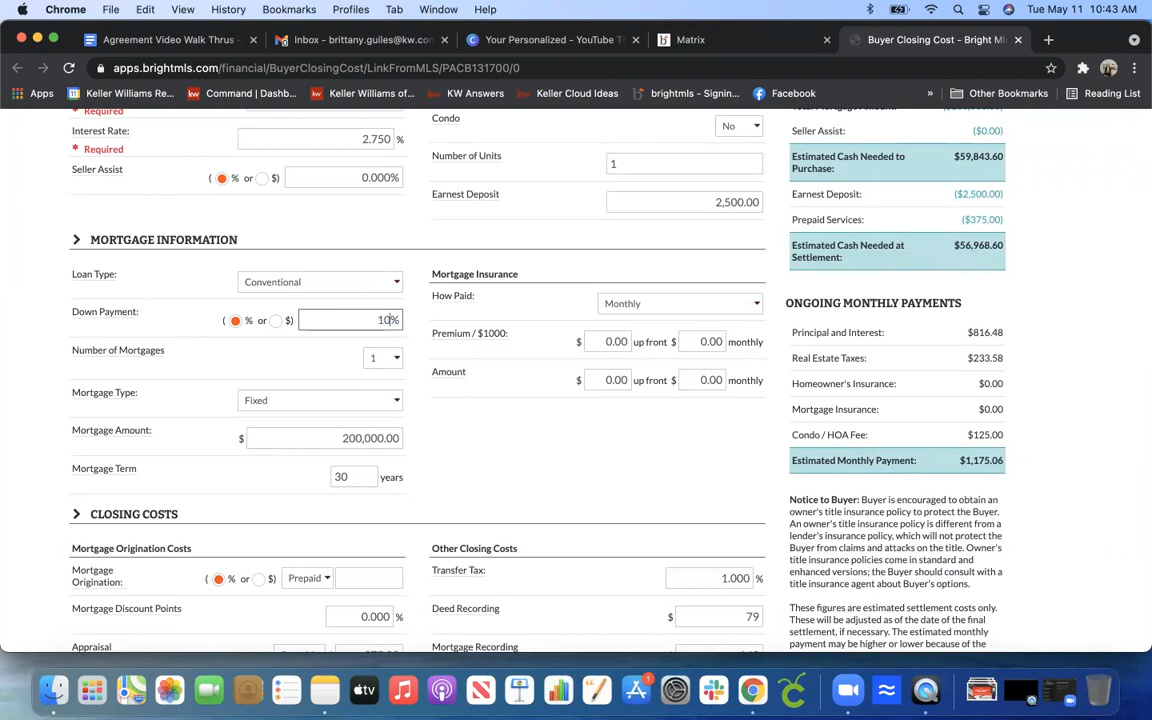 Chrome File Edit View History Bookmarks Profiles Tab Window Help Tue May 11 10:43 AM
Agreement Video Walk Thrus - Inbox - brittany.guiles@kw.com Your Personalized - YouTube T Matrix Buyer Closing Cost - Bright ML
apps.brightmls.com/financial/BuyerClosingCost/LinkFromMLS/PACB131700/0
Apps Keller Williams Re... Command | Dashb... Keller Williams of... KW Answers Keller Cloud Ideas brightmls - Signin... Facebook » Other Bookmarks Reading List
* Required
Interest Rate: 2.750 %
* Required
Seller Assist ( % or $) 0.000%
Condo No
Number of Units 1
Earnest Deposit 2,500.00
MORTGAGE INFORMATION
Loan Type: Conventional
Down Payment: ( % or $) 10%
Number of Mortgages 1
Mortgage Type: Fixed
Mortgage Amount: $ 200,000.00
Mortgage Term 30 years
Mortgage Insurance
How Paid: Monthly
Premium / $1000: $ 0.00 up front $ 0.00 monthly
Amount $ 0.00 up front $ 0.00 monthly
CLOSING COSTS
Mortgage Origination Costs
Mortgage
Origination: ( % or $) Prepaid
Mortgage Discount Points 0.000 %
Appraisal
Other Closing Costs
Transfer Tax: 1.000 %
Deed Recording $ 79
Mortgage Recording
Seller Assist: ($0.00)
Estimated Cash Needed to $59,843.60
Purchase:
Earnest Deposit: ($2,500.00)
Prepaid Services: ($375.00)
Estimated Cash Needed at $56,968.60
Settlement:
ONGOING MONTHLY PAYMENTS
Principal and Interest: $816.48
Real Estate Taxes: $233.58
Homeowner's Insurance: $0.00
Mortgage Insurance: $0.00
Condo / HOA Fee: $125.00
Estimated Monthly Payment: $1,175.06
Notice to Buyer: Buyer is encouraged to obtain an
owner's title insurance policy to protect the Buyer.
An owner's title insurance policy is different from a
lender's insurance policy, which will not protect the
Buyer from claims and attacks on the title. Owner's
title insurance policies come in standard and
enhanced versions; the Buyer should consult with a
title insurance agent about Buyer's options.
These figures are estimated settlement costs only.
These will be adjusted as of the date of the final
settlement, if necessary. The estimated monthly
payment may be higher or lower because of the